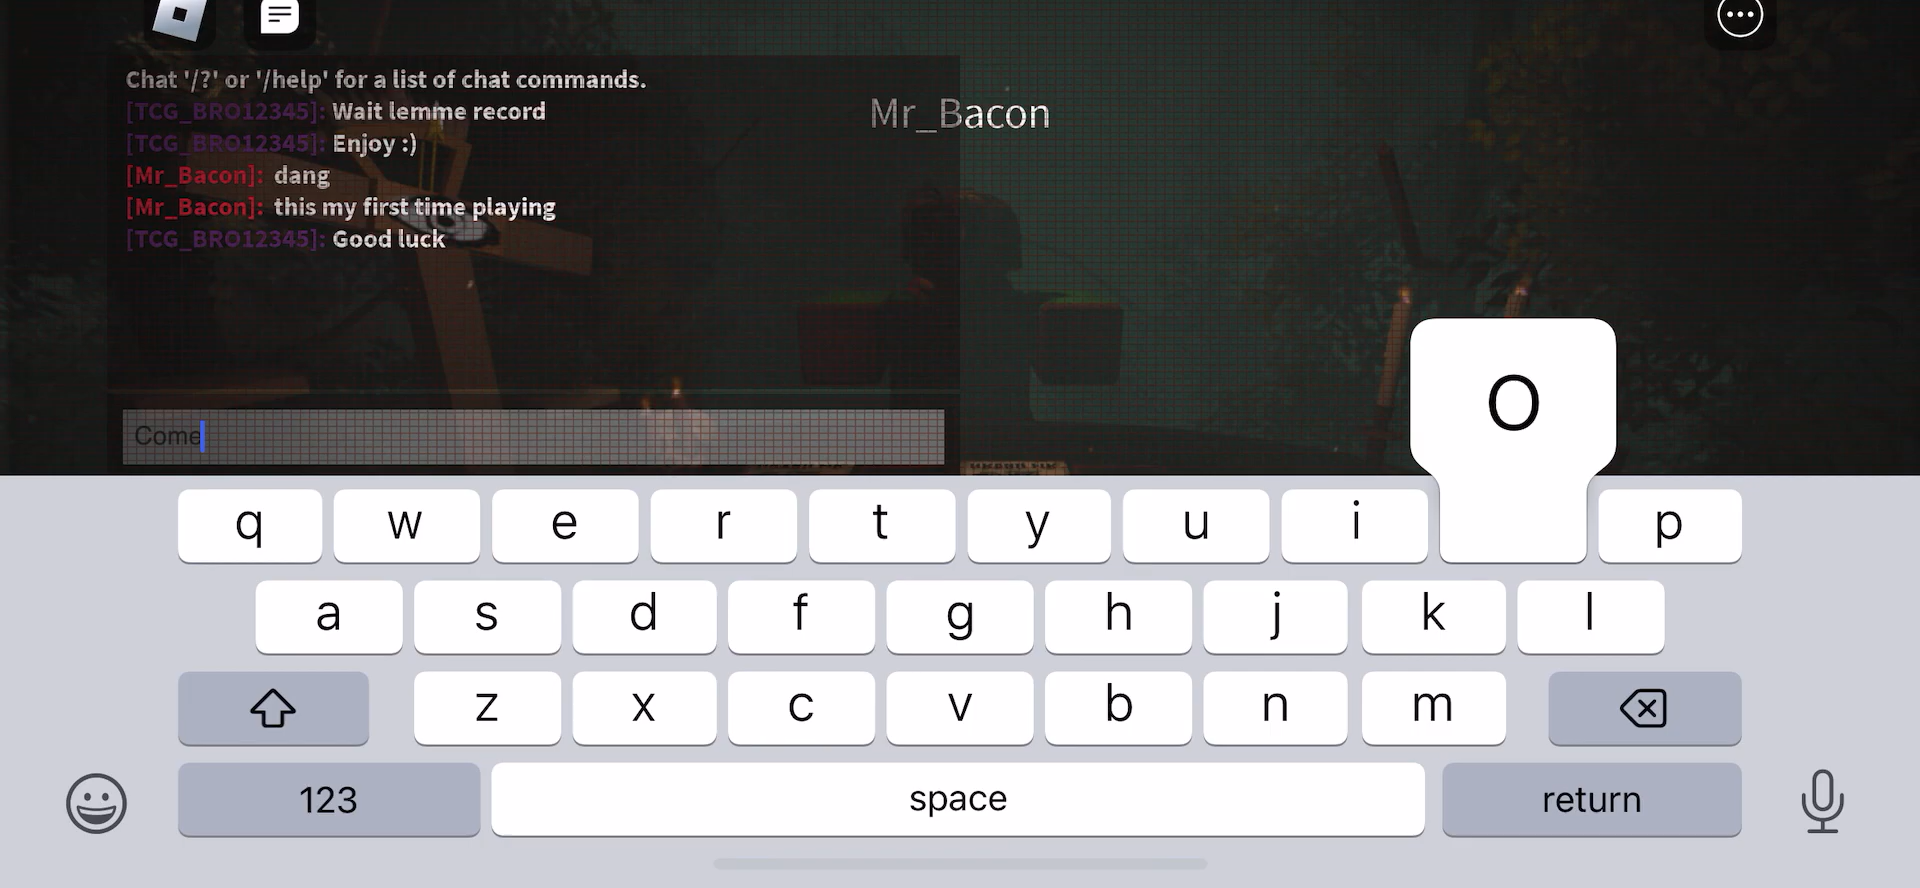 Chat '/?' or '/help' for a list of chat commands.
[TCG_BRO12345]: Wait lemme record
[TCG_BRO12345]: Enjoy :)
[Mr_Bacon]: dang
[Mr_Bacon]: this my first time playing
[TCG_BRO12345]: Good luck
Mr_Bacon
Come
O
q w e r t y u i p
a s d f g h j k l
z x c v b n m
123 space return